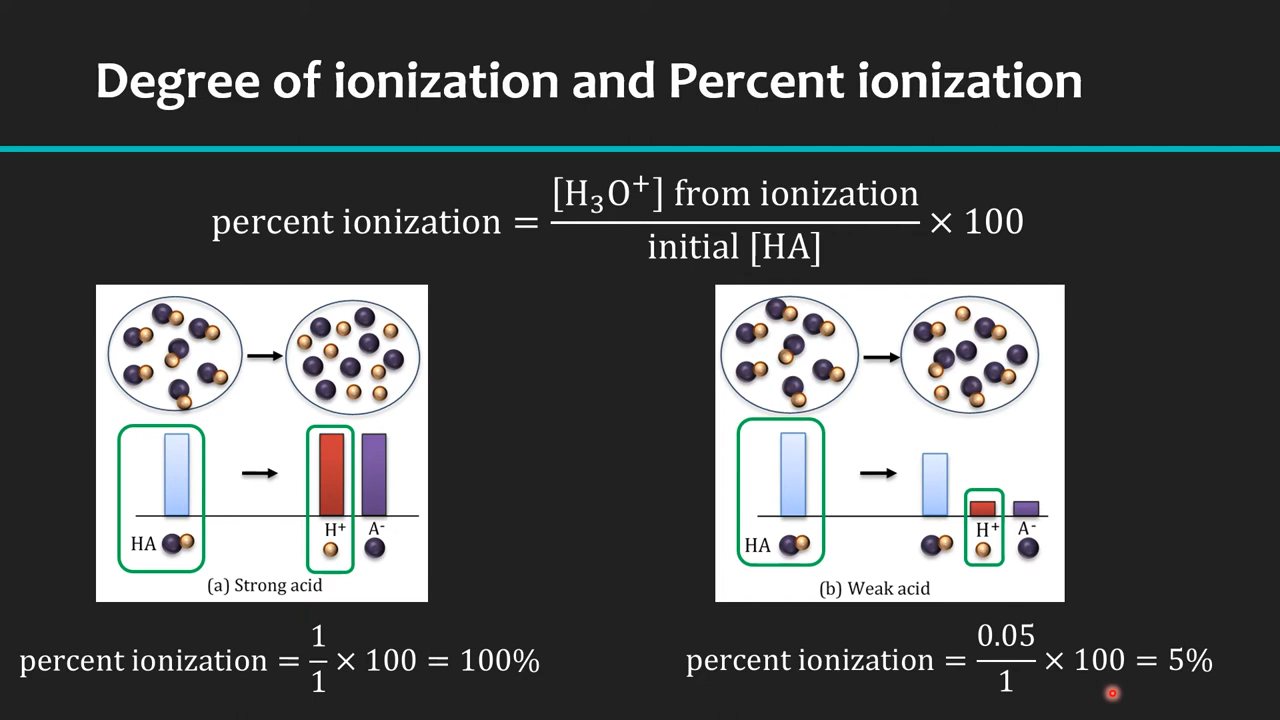 Degree of ionization and Percent ionization
percent ionization = [H₃O⁺] from ionization / initial [HA] × 100
HA
H⁺
A⁻
(a) Strong acid
HA
H⁺
A⁻
(b) Weak acid
percent ionization = 1/1 × 100 = 100%
percent ionization = 0.05/1 × 100 = 5%